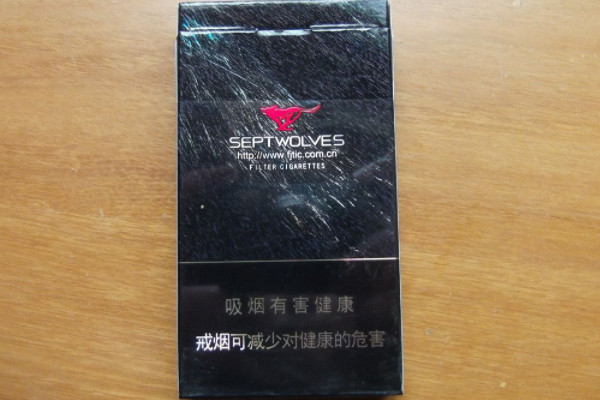 SEPTWOLVES
http://www.fjtic.com.cn
FILTER CIGARETTES
吸烟有害健康
戒烟可减少对健康的危害